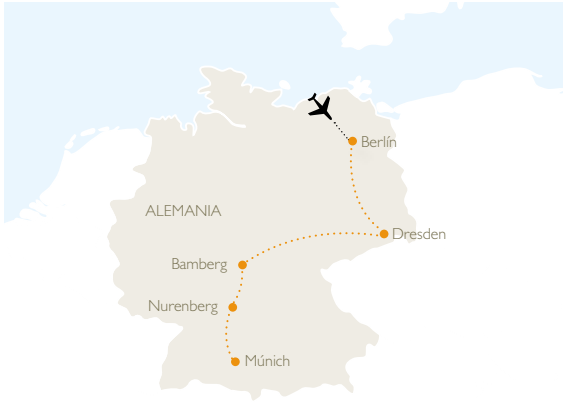 Berlín
ALEMANIA
Dresden
Bamberg
Nurenberg
Múnich